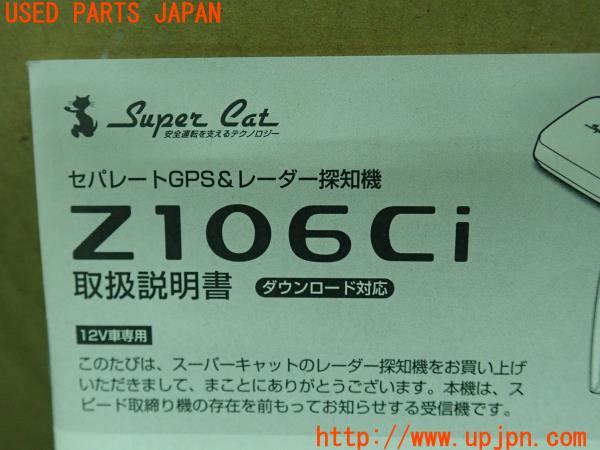 USED PARTS JAPAN
Super Cat
安全運転を支えるテクノロジー
セパレートGPS&レーダー探知機
Z106Ci
取扱説明書 ダウンロード対応
12V車専用
このたびは、スーパーキャットのレーダー探知機をお買い上げ
いただきまして、まことにありがとうございます。本機は、ス
ピード取締り機の存在を前もってお知らせする受信機です。
http://www.upjpn.com/